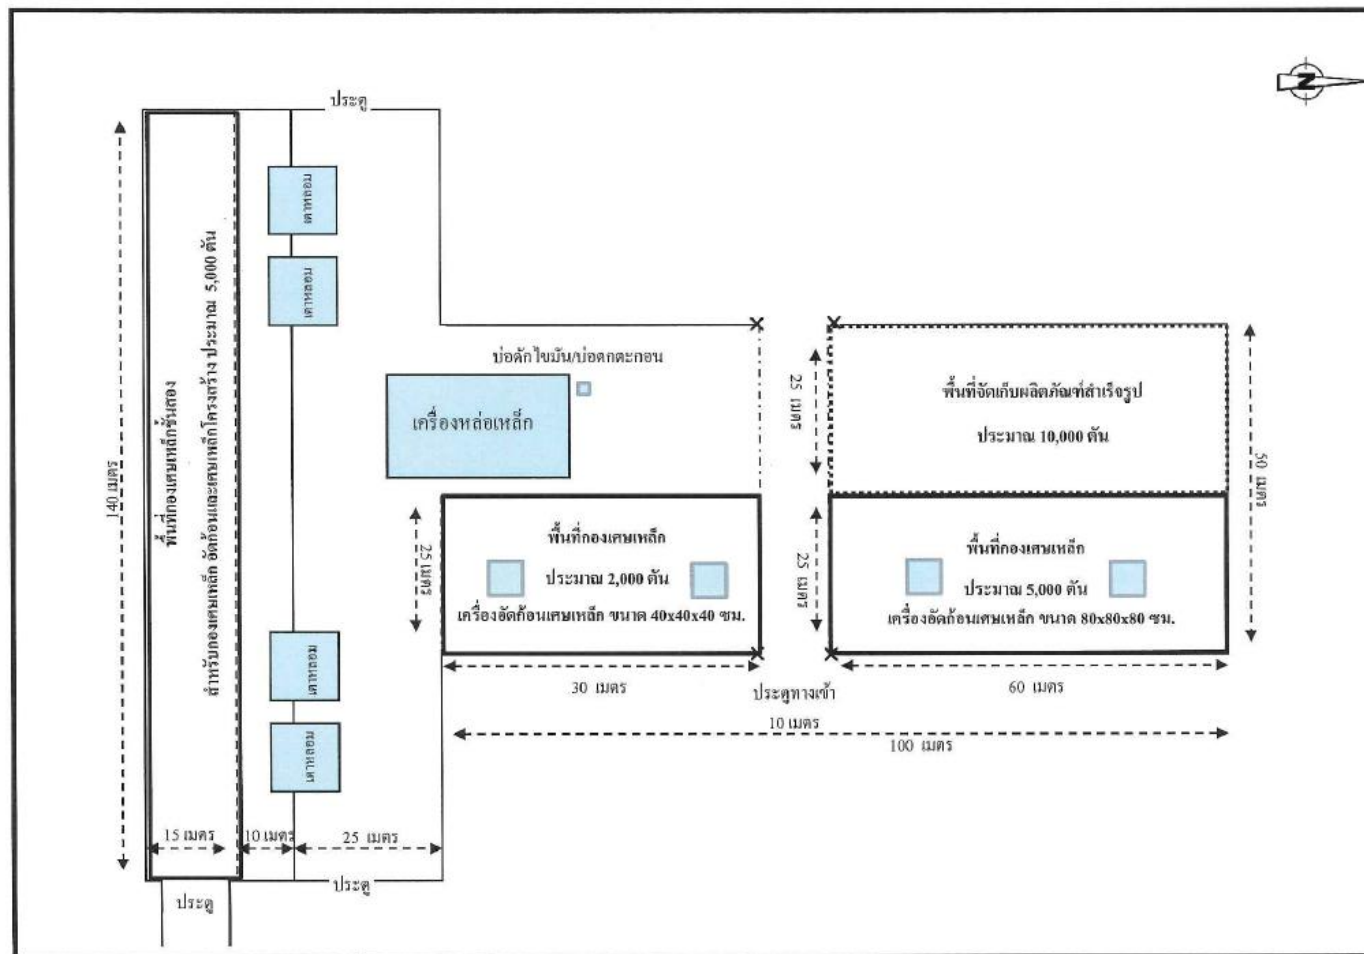 ประตู
N
เตาหลอม
เตาหลอม
พื้นที่กองเศษเหล็กชั้นสอง
สำหรับกองเศษเหล็ก อัดก้อนและเศษเหล็กโครงสร้าง ประมาณ 5,000 ตัน
140 เมตร
บ่อดักไขมัน/บ่อตกตะกอน
เครื่องหล่อเหล็ก
25 เมตร
พื้นที่จัดเก็บผลิตภัณฑ์สำเร็จรูป
ประมาณ 10,000 ตัน
50 เมตร
25 เมตร
พื้นที่กองเศษเหล็ก
ประมาณ 2,000 ตัน
เครื่องอัดก้อนเศษเหล็ก ขนาด 40x40x40 ซม.
25 เมตร
พื้นที่กองเศษเหล็ก
ประมาณ 5,000 ตัน
เครื่องอัดก้อนเศษเหล็ก ขนาด 80x80x80 ซม.
เตาหลอม
เตาหลอม
30 เมตร
ประตูทางเข้า
60 เมตร
10 เมตร
100 เมตร
15 เมตร
10 เมตร
25 เมตร
ประตู
ประตู